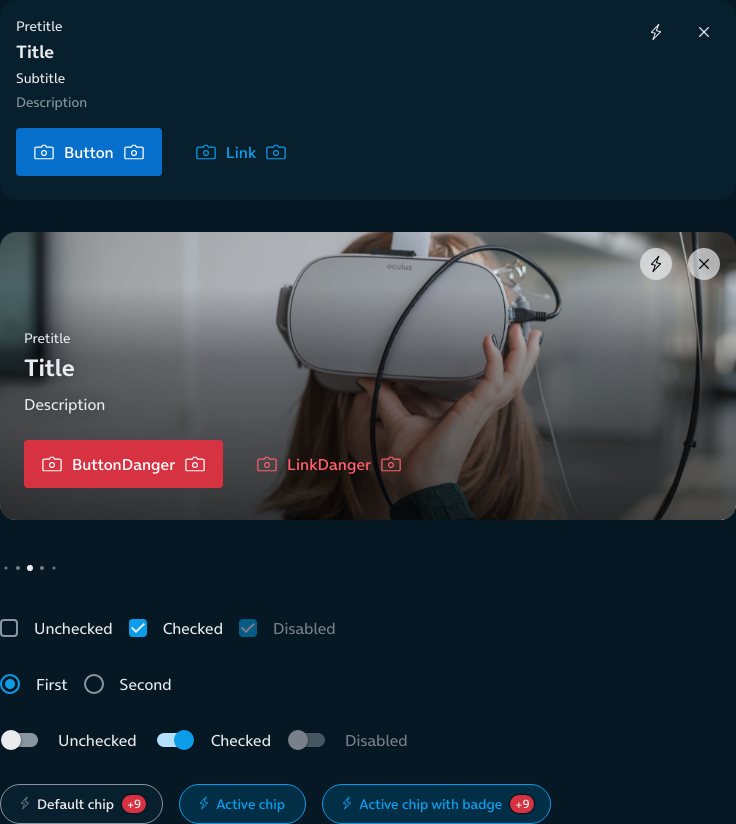 Pretitle
Title
Subtitle
Description
Button Link
oculus
Pretitle
Title
Description
ButtonDanger LinkDanger
Unchecked Checked Disabled
First Second
Unchecked Checked Disabled
Default chip +9 Active chip Active chip with badge +9